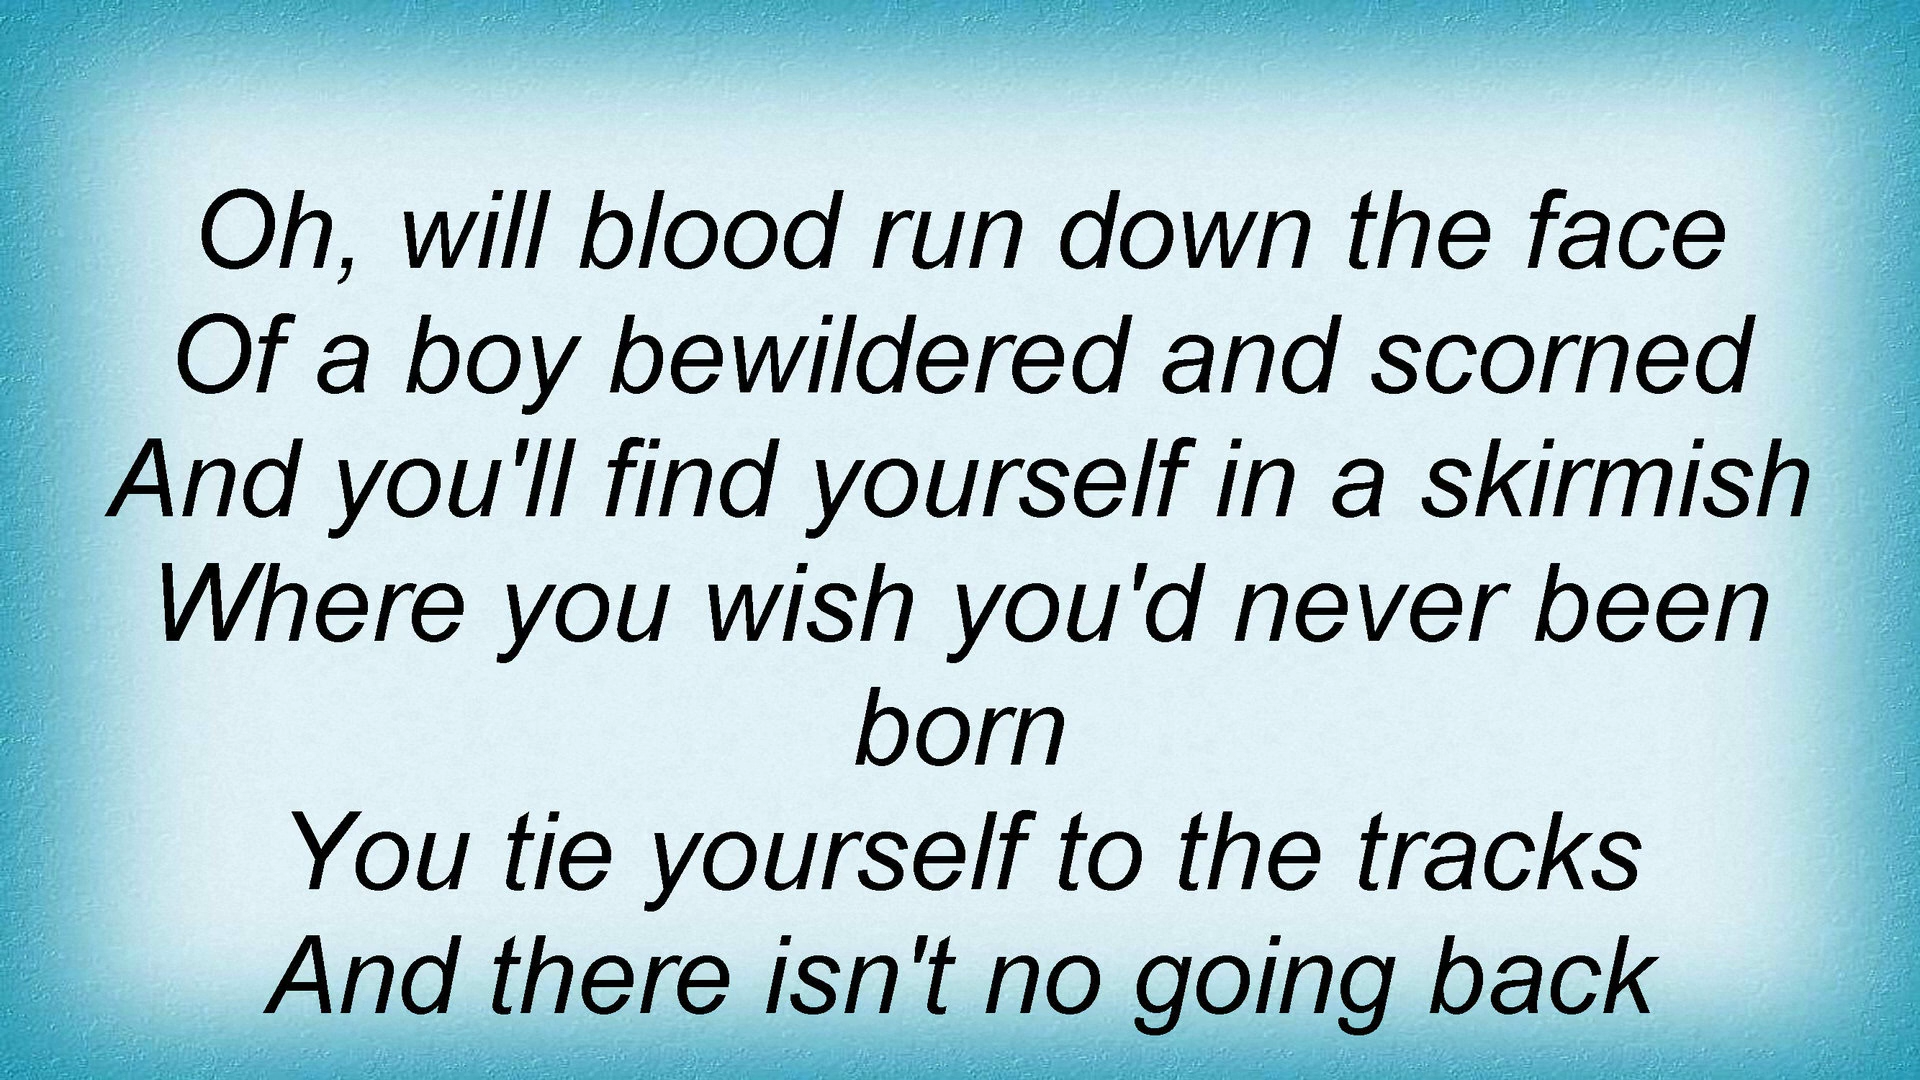 Oh, will blood run down the face
Of a boy bewildered and scorned
And you'll find yourself in a skirmish
Where you wish you'd never been
born
You tie yourself to the tracks
And there isn't no going back